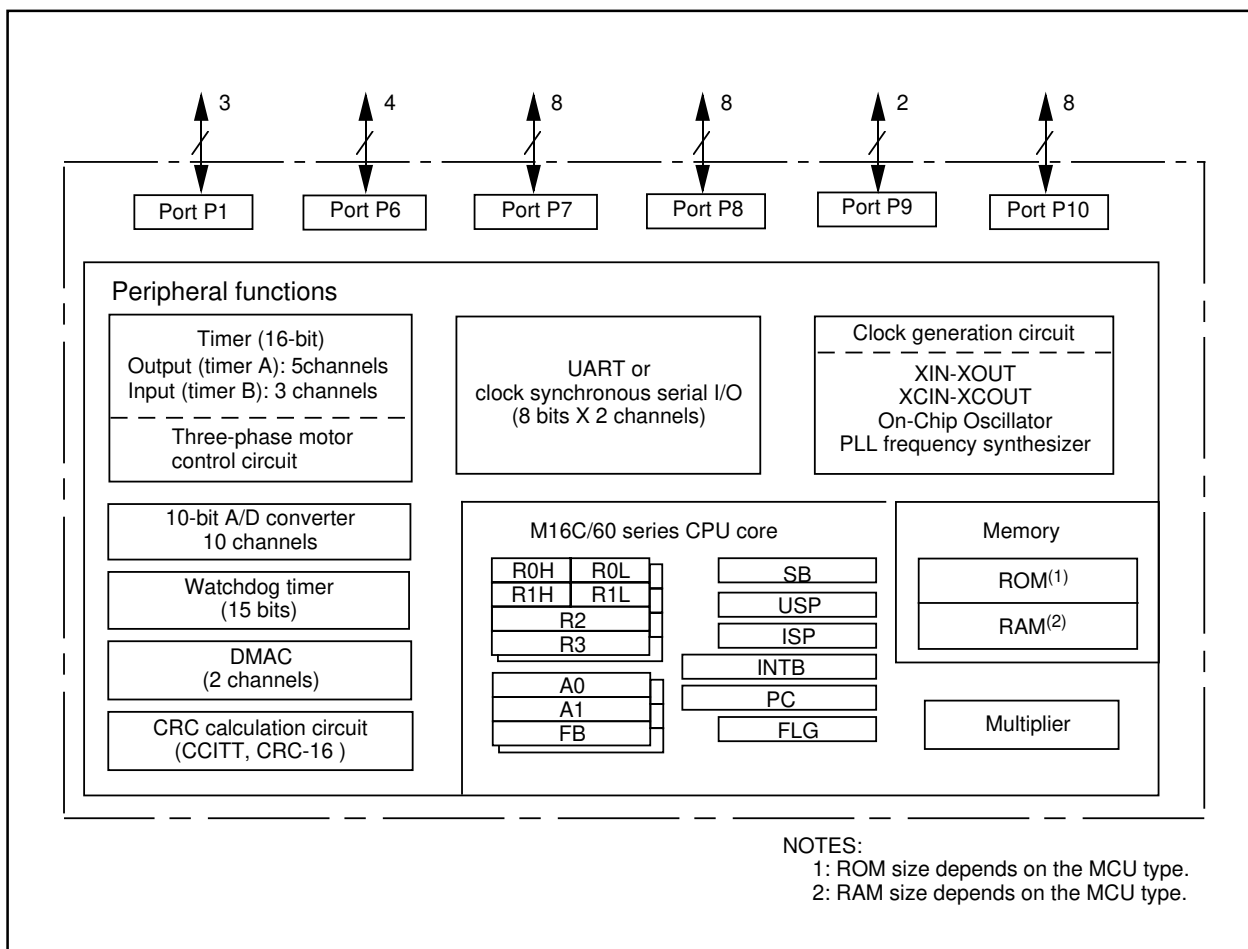 3
4
8
8
2
8
Port P1
Port P6
Port P7
Port P8
Port P9
Port P10
Peripheral functions
Timer (16-bit)
Output (timer A): 5channels
Input (timer B): 3 channels
Three-phase motor
control circuit
UART or
clock synchronous serial I/O
(8 bits X 2 channels)
Clock generation circuit
XIN-XOUT
XCIN-XCOUT
On-Chip Oscillator
PLL frequency synthesizer
10-bit A/D converter
10 channels
Watchdog timer
(15 bits)
DMAC
(2 channels)
CRC calculation circuit
(CCITT, CRC-16 )
M16C/60 series CPU core
R0H
R0L
R1H
R1L
R2
R3
A0
A1
FB
SB
USP
ISP
INTB
PC
FLG
Memory
ROM(1)
RAM(2)
Multiplier
NOTES:
1: ROM size depends on the MCU type.
2: RAM size depends on the MCU type.